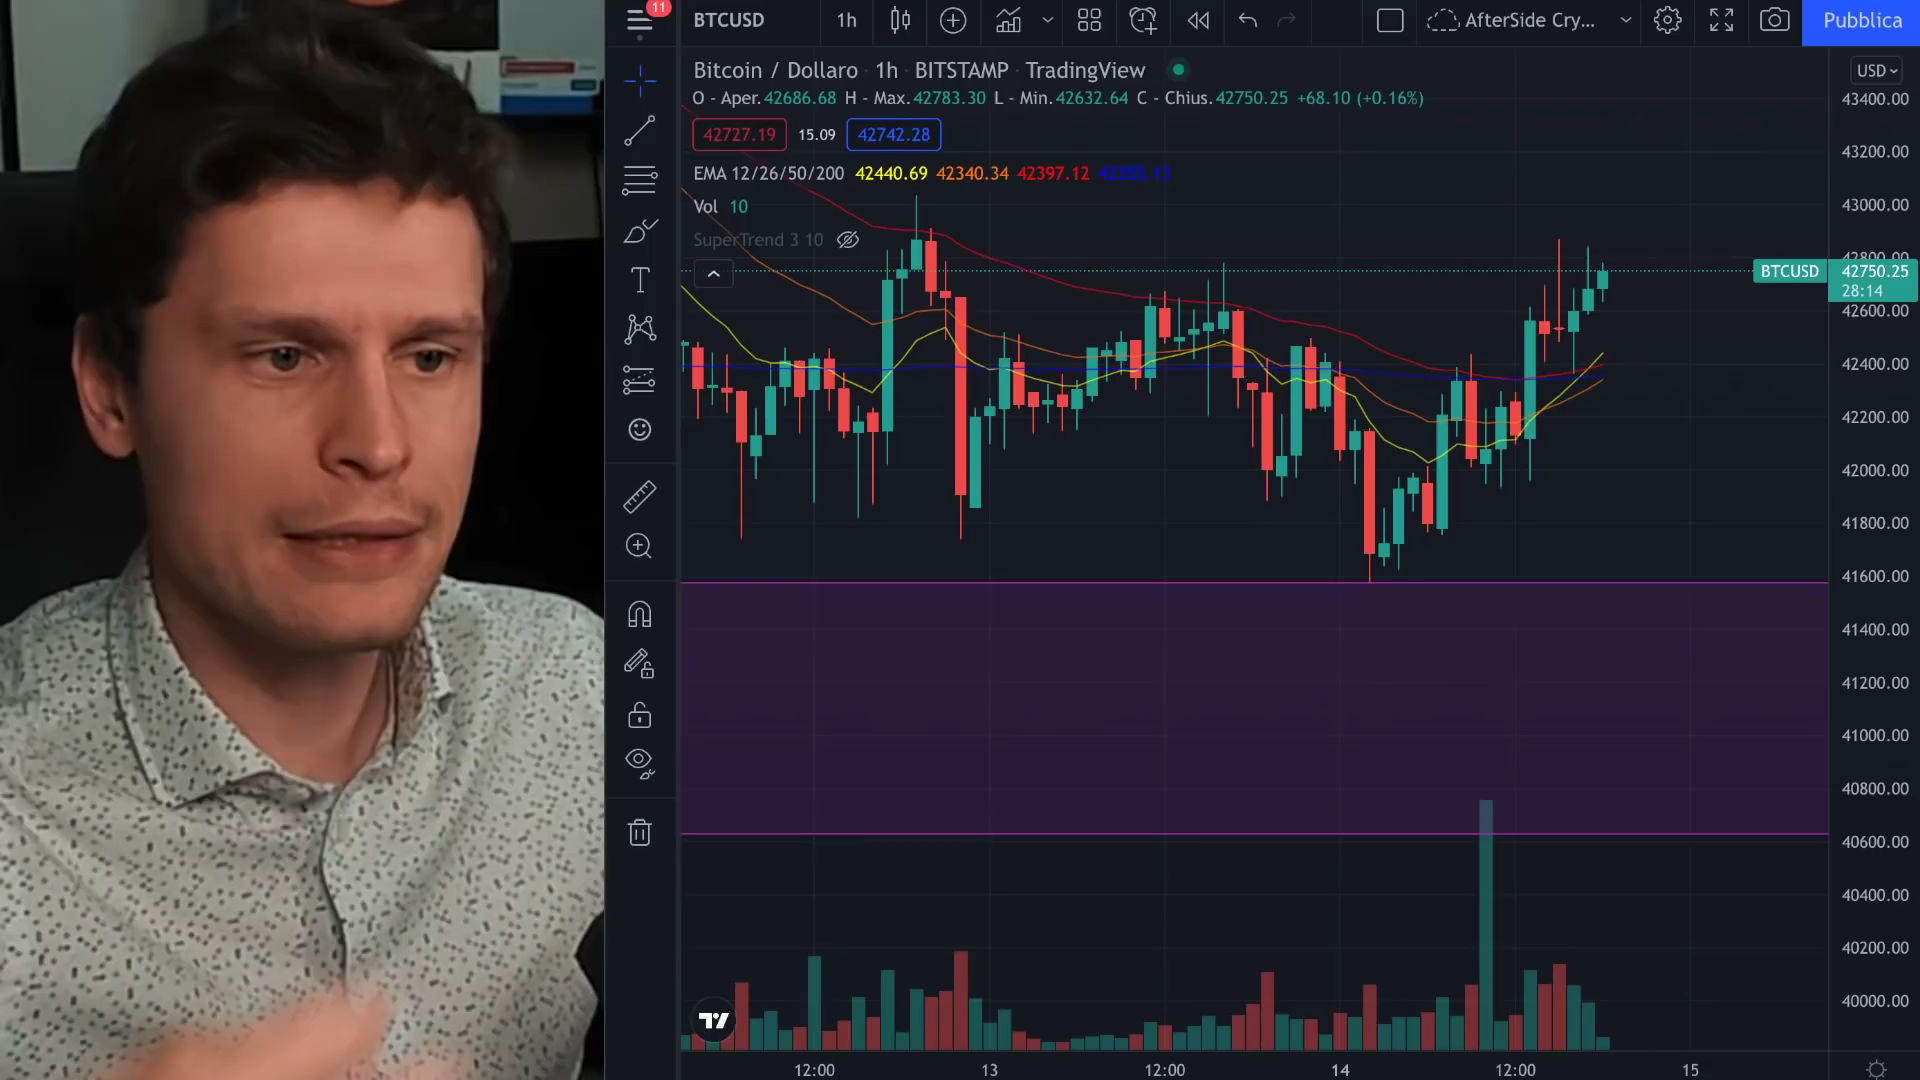 11
BTCUSD 1h AfterSide Cry... Pubblica
Bitcoin / Dollaro · 1h · BITSTAMP · TradingView
USD
O - Aper.42686.68 H - Max.42783.30 L - Min.42632.64 C - Chius.42750.25 +68.10 (+0.16%)
42727.19 15.09 42742.28
EMA 12/26/50/200 42440.69 42340.34 42397.12 42355.13
Vol 10
SuperTrend 3 10
43400.00
43200.00
43000.00
42800.00
BTCUSD 42750.25
28:14
42600.00
42400.00
42200.00
42000.00
41800.00
41600.00
41400.00
41200.00
41000.00
40800.00
40600.00
40400.00
40200.00
40000.00
12:00 13 12:00 14 12:00 15